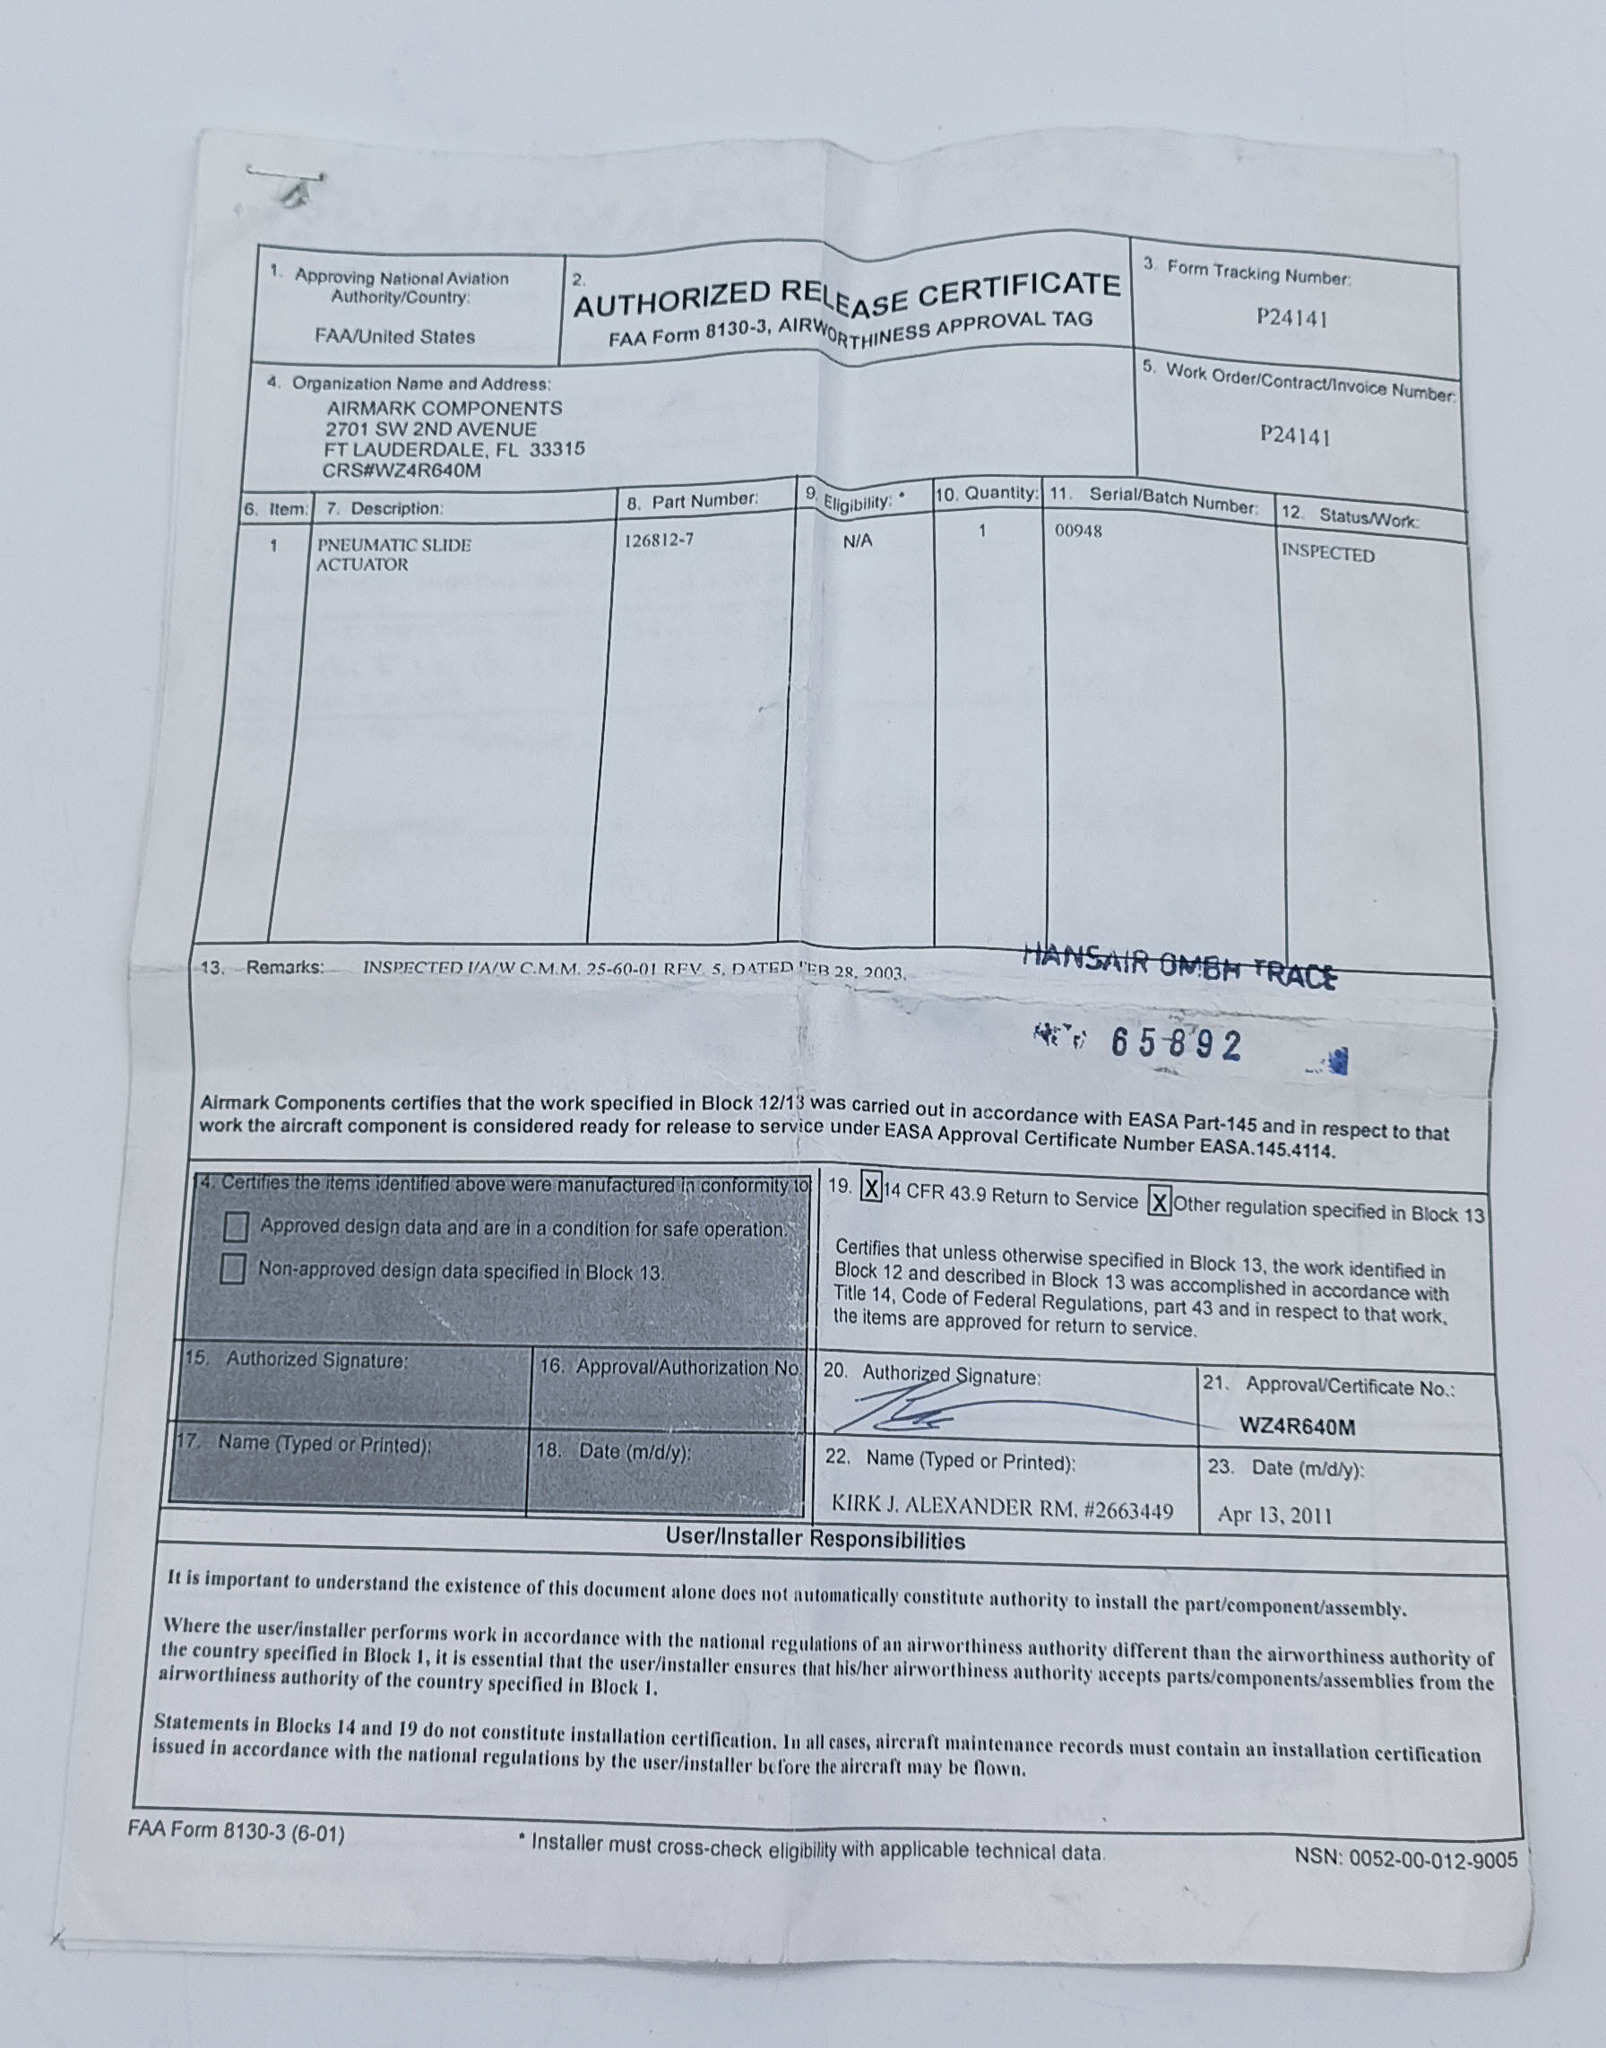 1. Approving National Aviation
Authority/Country:
FAA/United States
2.
AUTHORIZED RELEASE CERTIFICATE
FAA Form 8130-3, AIRWORTHINESS APPROVAL TAG
3. Form Tracking Number:
P24141
4. Organization Name and Address:
AIRMARK COMPONENTS
2701 SW 2ND AVENUE
FT LAUDERDALE, FL 33315
CRS#WZ4R640M
5. Work Order/Contract/Invoice Number:
P24141
6. Item: 7. Description: 8. Part Number: 9. Eligibility: * 10. Quantity: 11. Serial/Batch Number: 12. Status/Work:
1 PNEUMATIC SLIDE 126812-7 N/A 1 00948 INSPECTED
ACTUATOR
13. Remarks: INSPECTED I/A/W C.M.M. 25-60-01 REV. 5, DATED FEB 28, 2003.
HANSAIR GMBH TRACE
65892
Airmark Components certifies that the work specified in Block 12/13 was carried out in accordance with EASA Part-145 and in respect to that
work the aircraft component is considered ready for release to service under EASA Approval Certificate Number EASA.145.4114.
4. Certifies the items identified above were manufactured in conformity to
Approved design data and are in a condition for safe operation.
Non-approved design data specified in Block 13.
19. X 14 CFR 43.9 Return to Service X Other regulation specified in Block 13
Certifies that unless otherwise specified in Block 13, the work identified in
Block 12 and described in Block 13 was accomplished in accordance with
Title 14, Code of Federal Regulations, part 43 and in respect to that work,
the items are approved for return to service.
15. Authorized Signature: 16. Approval/Authorization No
20. Authorized Signature:
21. Approval/Certificate No.:
WZ4R640M
17. Name (Typed or Printed): 18. Date (m/d/y):
22. Name (Typed or Printed):
KIRK J. ALEXANDER RM. #2663449
23. Date (m/d/y):
Apr 13, 2011
User/Installer Responsibilities
It is important to understand the existence of this document alone does not automatically constitute authority to install the part/component/assembly.
Where the user/installer performs work in accordance with the national regulations of an airworthiness authority different than the airworthiness authority of
the country specified in Block 1, it is essential that the user/installer ensures that his/her airworthiness authority accepts parts/components/assemblies from the
airworthiness authority of the country specified in Block 1.
Statements in Blocks 14 and 19 do not constitute installation certification. In all cases, aircraft maintenance records must contain an installation certification
issued in accordance with the national regulations by the user/installer before the aircraft may be flown.
FAA Form 8130-3 (6-01)
* Installer must cross-check eligibility with applicable technical data.
NSN: 0052-00-012-9005